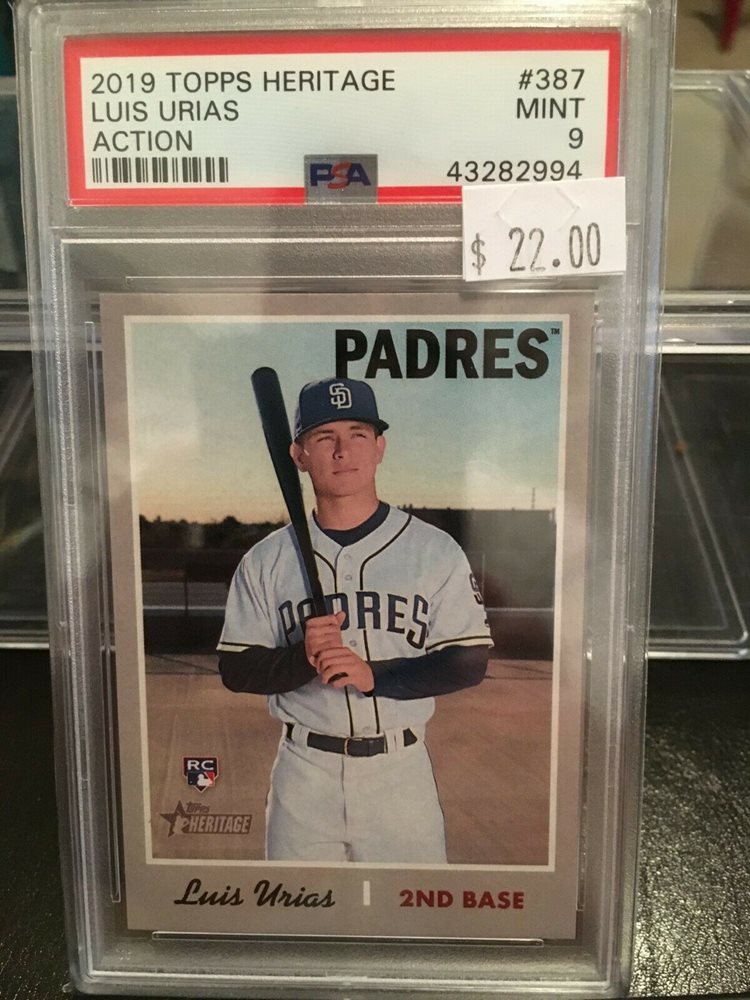 2019 TOPPS HERITAGE #387
LUIS URIAS MINT
ACTION 9
PSA 43282994
$ 22.00
PADRES™
SD
PADRES
RC
Topps
HERITAGE
Luis Urias 2ND BASE